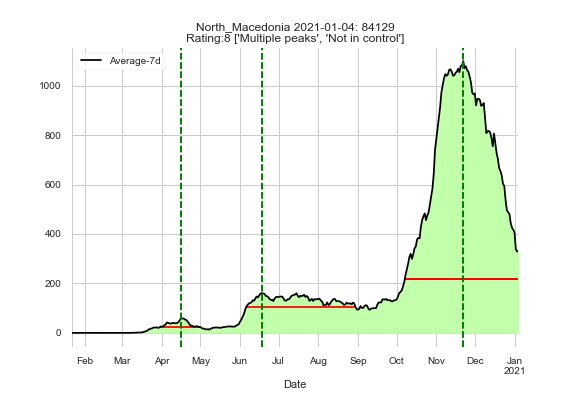 North_Macedonia 2021-01-04: 84129
Rating:8 ['Multiple peaks', 'Not in control']
Average-7d
1000
800
600
400
200
0
Feb Mar Apr May Jun Jul Aug Sep Oct Nov Dec Jan
2021
Date